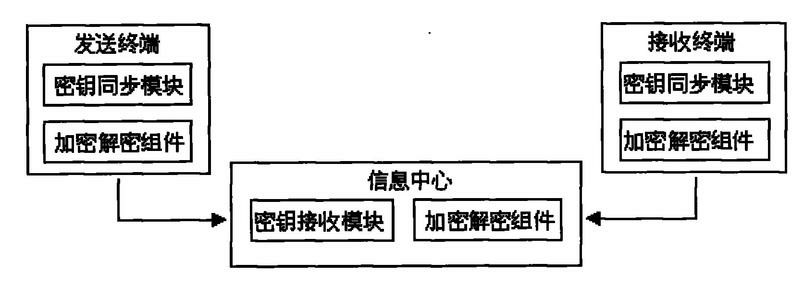 发送终端
密钥同步模块
加密解密组件
接收终端
密钥同步模块
加密解密组件
信息中心
密钥接收模块
加密解密组件